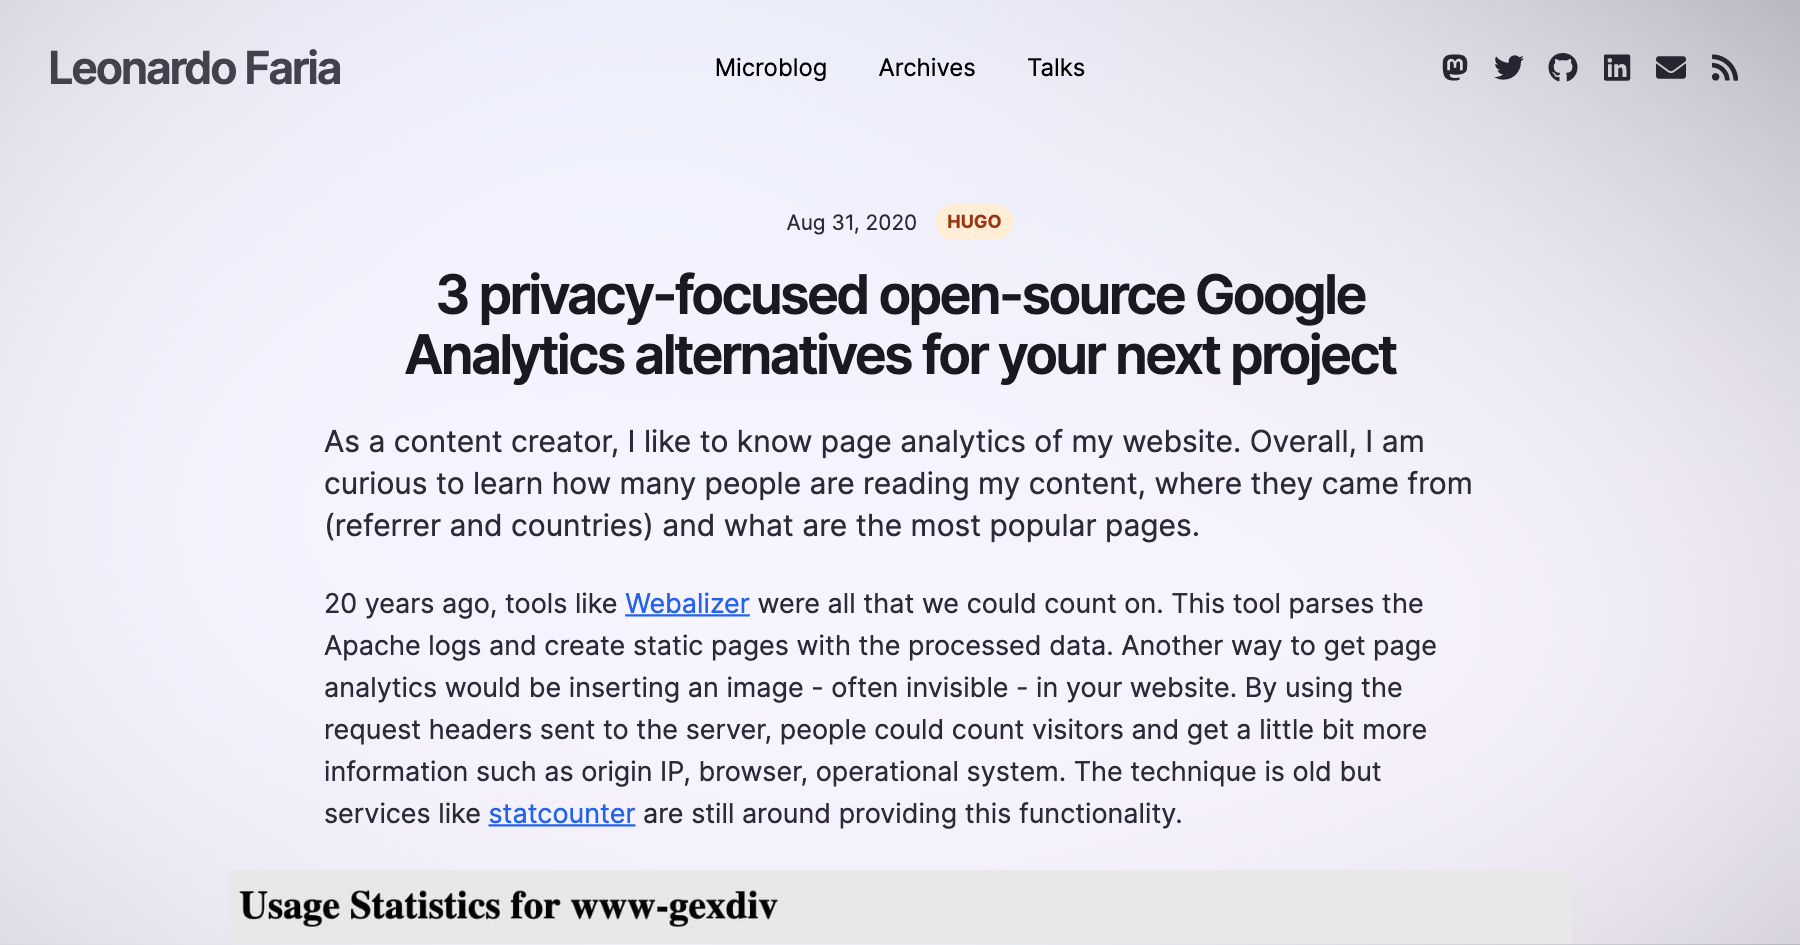 Leonardo Faria
Microblog Archives Talks
Aug 31, 2020 HUGO
3 privacy-focused open-source Google
Analytics alternatives for your next project
As a content creator, I like to know page analytics of my website. Overall, I am
curious to learn how many people are reading my content, where they came from
(referrer and countries) and what are the most popular pages.
20 years ago, tools like Webalizer were all that we could count on. This tool parses the
Apache logs and create static pages with the processed data. Another way to get page
analytics would be inserting an image - often invisible - in your website. By using the
request headers sent to the server, people could count visitors and get a little bit more
information such as origin IP, browser, operational system. The technique is old but
services like statcounter are still around providing this functionality.
Usage Statistics for www-gexdiv